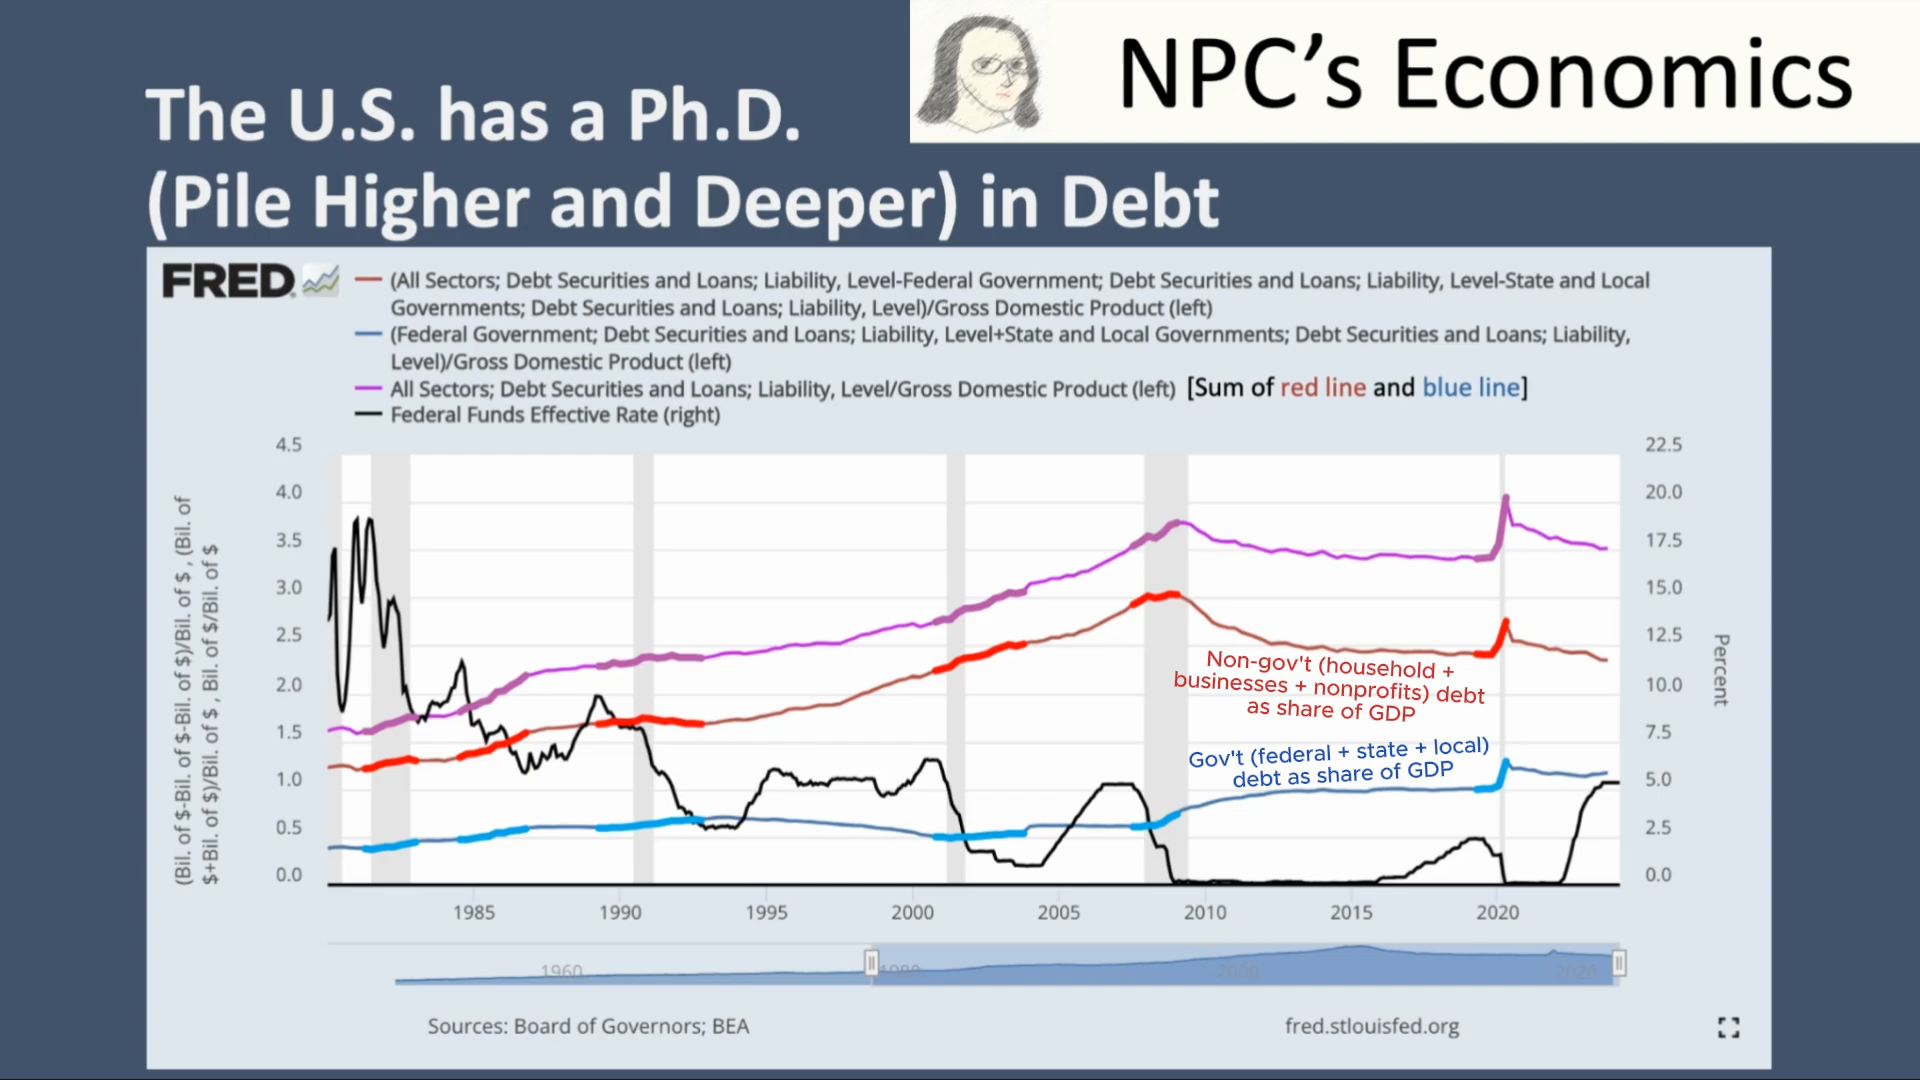 NPC’s Economics
The U.S. has a Ph.D.
(Pile Higher and Deeper) in Debt
FRED
(All Sectors; Debt Securities and Loans; Liability, Level-Federal Government; Debt Securities and Loans; Liability, Level-State and Local
Governments; Debt Securities and Loans; Liability, Level)/Gross Domestic Product (left)
(Federal Government; Debt Securities and Loans; Liability, Level+State and Local Governments; Debt Securities and Loans; Liability,
Level)/Gross Domestic Product (left)
All Sectors; Debt Securities and Loans; Liability, Level/Gross Domestic Product (left) [Sum of red line and blue line]
Federal Funds Effective Rate (right)
(Bil. of $-Bil. of $-Bil. of $)/Bil. of $ , (Bil. of
$+Bil. of $)/Bil. of $ , Bil. of $/Bil. of $
4.5
4.0
3.5
3.0
2.5
2.0
1.5
1.0
0.5
0.0
22.5
20.0
17.5
15.0
12.5
10.0
7.5
5.0
2.5
0.0
Percent
Non-gov't (household +
businesses + nonprofits) debt
as share of GDP
Gov't (federal + state + local)
debt as share of GDP
1985 1990 1995 2000 2005 2010 2015 2020
1960 1980 2000 2020
Sources: Board of Governors; BEA
fred.stlouisfed.org